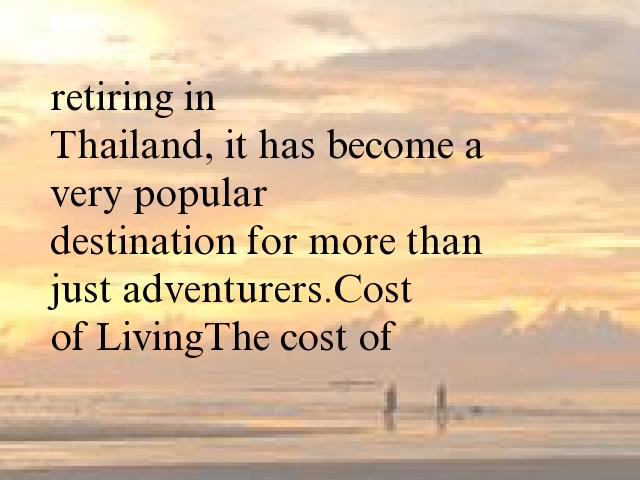 retiring in
Thailand, it has become a
very popular
destination for more than
just adventurers.Cost
of LivingThe cost of